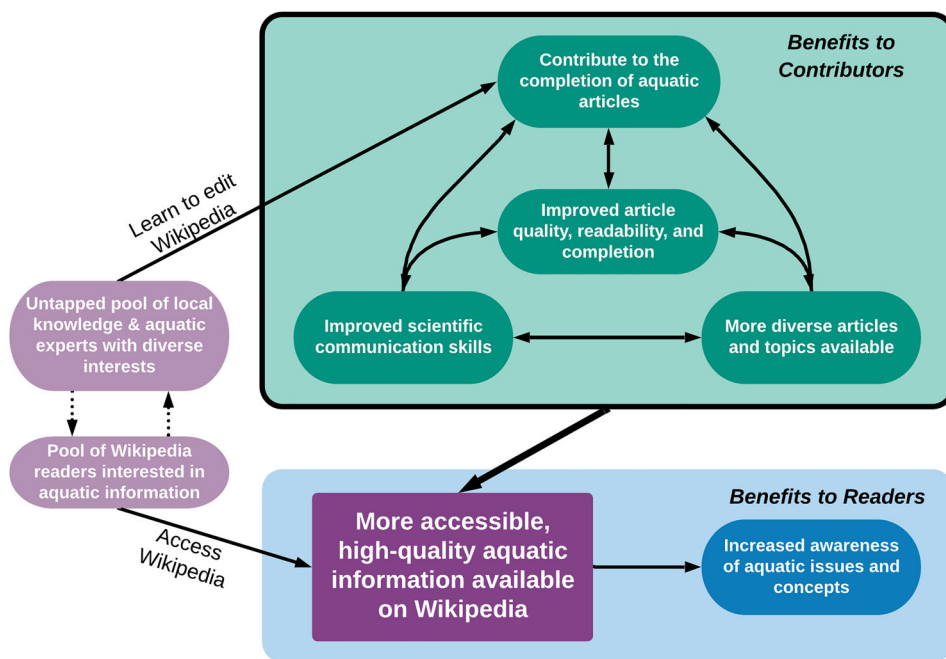 Benefits to
Contributors
Contribute to the
completion of aquatic
articles
Learn to edit
Wikipedia
Improved article
quality, readability, and
completion
Untapped pool of local
knowledge & aquatic
experts with diverse
interests
Improved scientific
communication skills
More diverse articles
and topics available
Pool of Wikipedia
readers interested in
aquatic information
Access
Wikipedia
Benefits to Readers
More accessible,
high-quality aquatic
information available
on Wikipedia
Increased awareness
of aquatic issues and
concepts